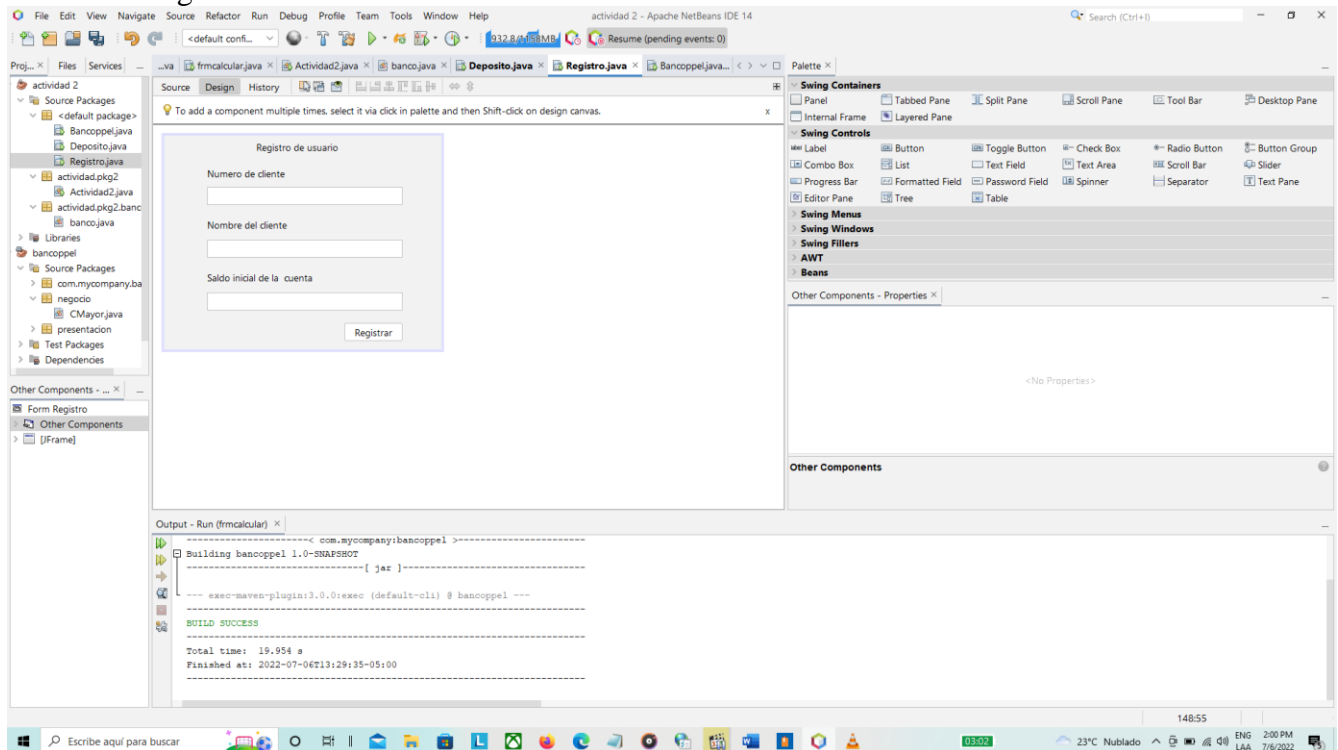 File Edit View Navigate Source Refactor Run Debug Profile Team Tools Window Help
actividad 2 - Apache NetBeans IDE 14
Search (Ctrl+I)
<default confi...
Resume (pending events: 0)
Proj... Files Services
...va frmcalcular.java Actividad2.java banco.java Deposito.java Registro.java Bancoppel.java...
Palette
actividad 2
Source Packages
<default package>
Bancoppel.java
Deposito.java
Registro.java
actividad.pkg2
Actividad2.java
actividad.pkg2.banc
banco.java
Libraries
bancoppel
Source Packages
com.mycompany.ba
negocio
CMayor.java
presentacion
Test Packages
Dependencies
Source Design History
To add a component multiple times, select it via click in palette and then Shift-click on design canvas.
x
Registro de usuario
Numero de cliente
Nombre del cliente
Saldo inicial de la cuenta
Registrar
Swing Containers
Panel Tabbed Pane Split Pane Scroll Pane Tool Bar Desktop Pane
Internal Frame Layered Pane
Swing Controls
Label Button Toggle Button Check Box Radio Button Button Group
Combo Box List Text Field Text Area Scroll Bar Slider
Progress Bar Formatted Field Password Field Spinner Separator Text Pane
Editor Pane Tree Table
Swing Menus
Swing Windows
Swing Fillers
AWT
Beans
Other Components - Properties
<No Properties>
Other Components
Other Components - ...
Form Registro
Other Components
[JFrame]
Output - Run (frmcalcular)
----------------------< com.mycompany:bancoppel >-----------------------
Building bancoppel 1.0-SNAPSHOT
--------------------------------[ jar ]---------------------------------
--- exec-maven-plugin:3.0.0:exec (default-cli) @ bancoppel ---
------------------------------------------------------------------------
BUILD SUCCESS
------------------------------------------------------------------------
Total time: 19.954 s
Finished at: 2022-07-06T13:29:35-05:00
------------------------------------------------------------------------
148:55
Escribe aquí para buscar
03:02
23°C Nublado
ENG
LAA
2:00 PM
7/6/2022